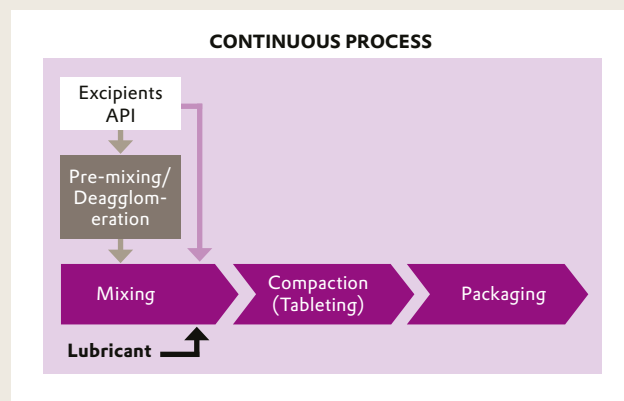 CONTINUOUS PROCESS
Excipients
API
Pre-mixing/
Deagglom-
eration
Mixing
Compaction
(Tableting)
Packaging
Lubricant